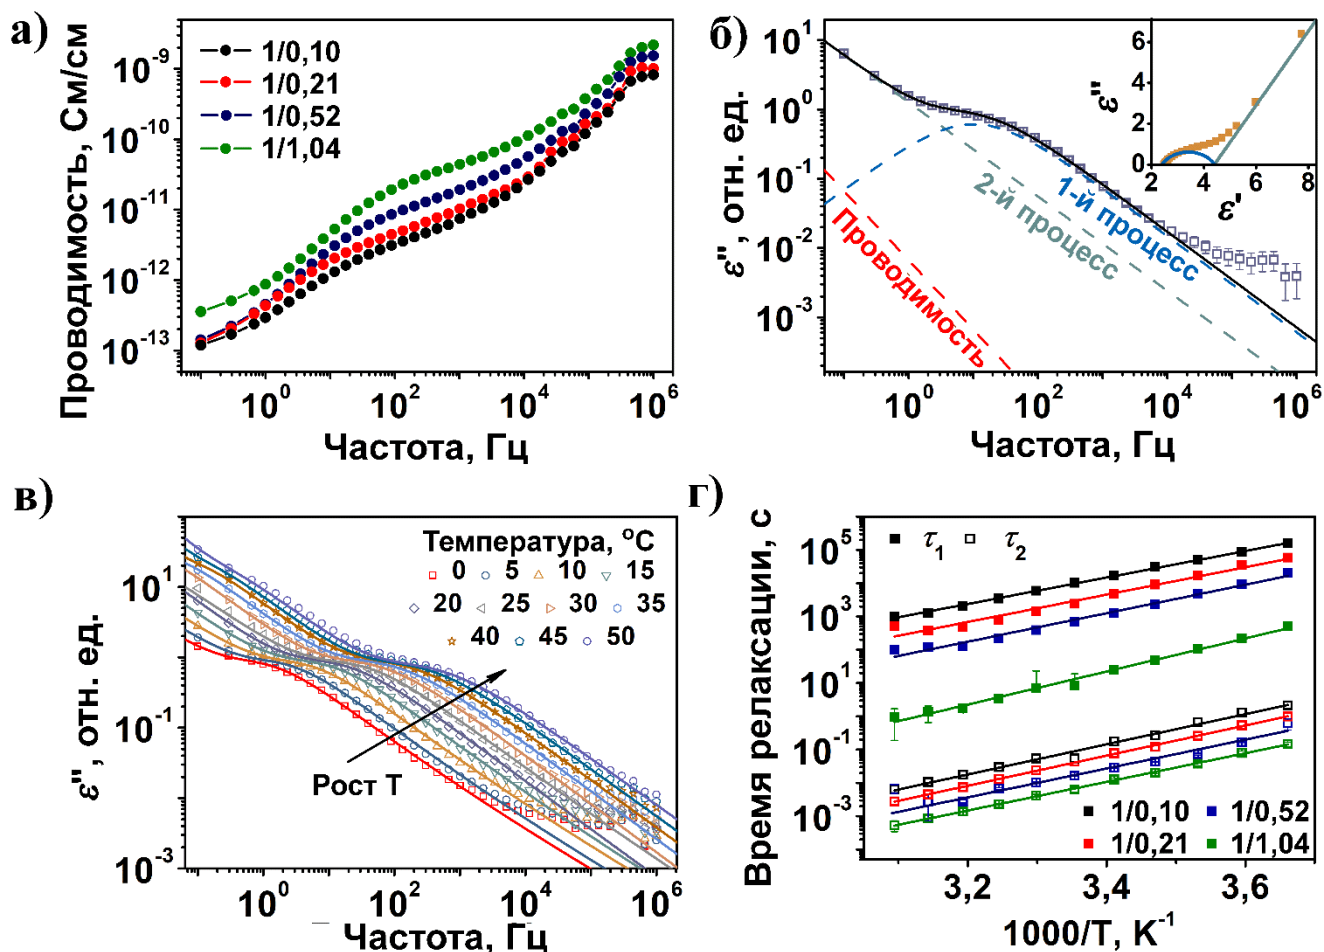 а)
Проводимость, См/см
10⁻⁹
10⁻¹⁰
10⁻¹¹
10⁻¹²
10⁻¹³
1/0,10
1/0,21
1/0,52
1/1,04
10⁰ 10² 10⁴ 10⁶
Частота, Гц
б)
ε'', отн. ед.
10¹
10⁰
10⁻¹
10⁻²
10⁻³
Проводимость
2-й процесс
1-й процесс
ε''
6
4
2
0
2 4 6 8
ε'
10⁰ 10² 10⁴ 10⁶
Частота, Гц
в)
ε'', отн. ед.
10¹
10⁻¹
10⁻³
Температура, °C
0 5 10 15
20 25 30 35
40 45 50
Рост Т
10⁰ 10² 10⁴ 10⁶
Частота, Гц
г)
Время релаксации, с
10⁵
10³
10¹
10⁻¹
10⁻³
τ₁ τ₂
1/0,10 1/0,52
1/0,21 1/1,04
3,2 3,4 3,6
1000/T, K⁻¹